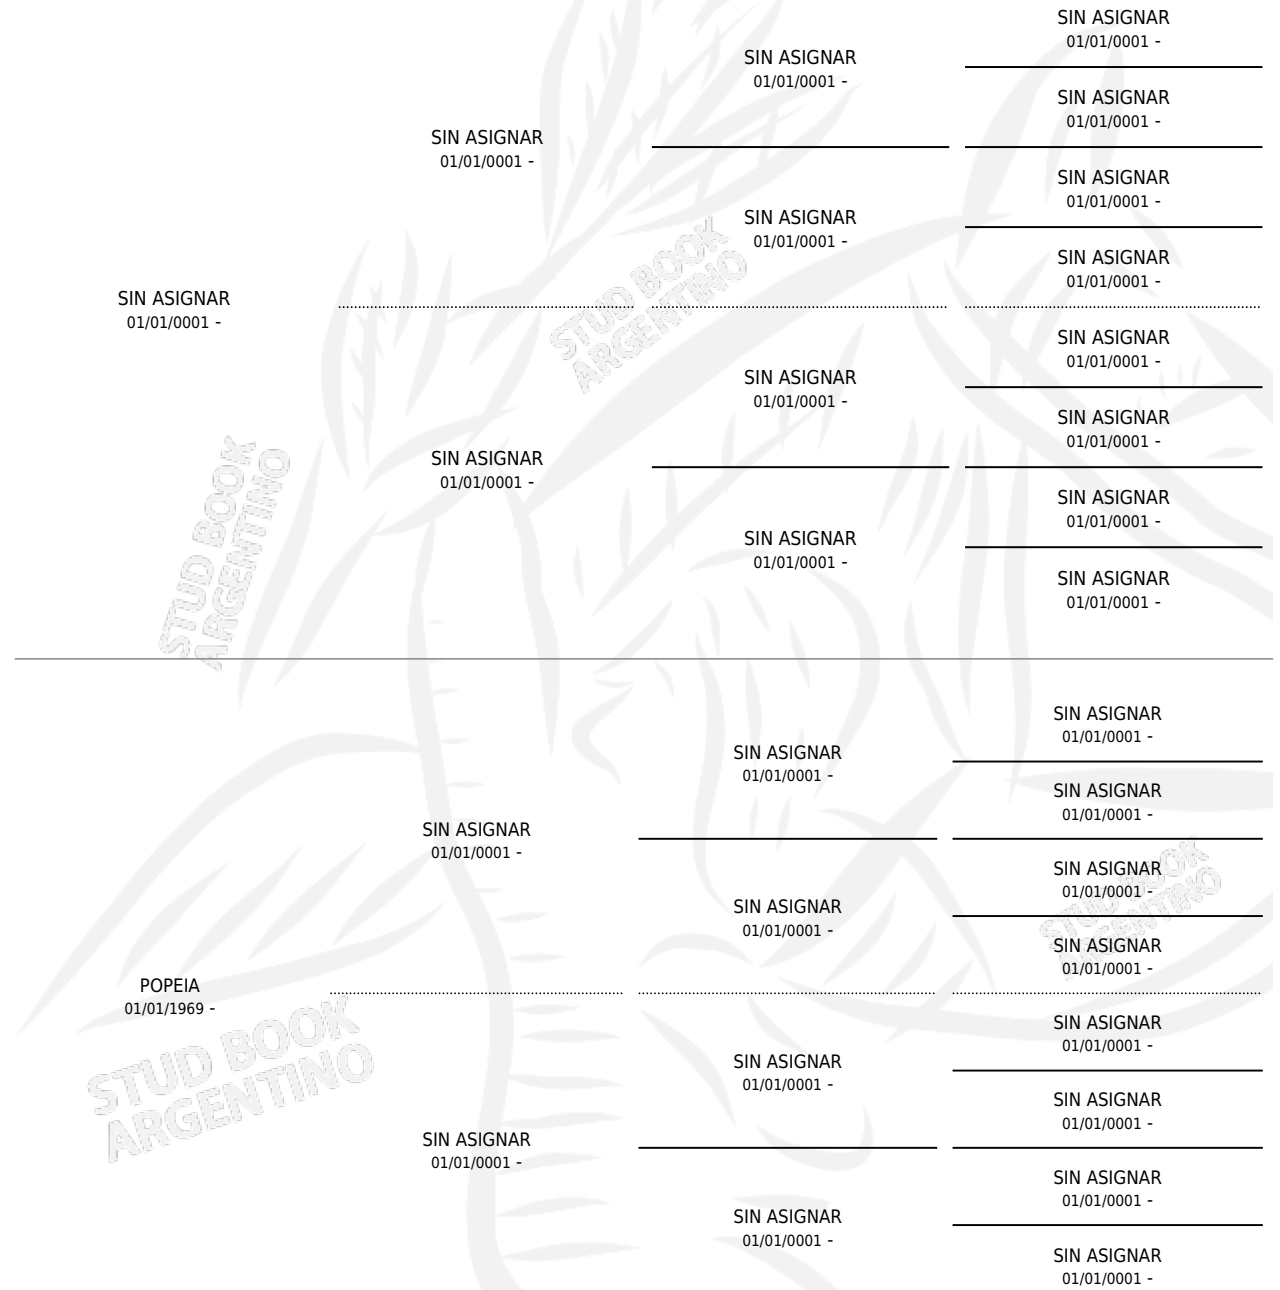 SIN ASIGNAR
01/01/0001 -
SIN ASIGNAR
01/01/0001 -
SIN ASIGNAR
01/01/0001 -
SIN ASIGNAR
01/01/0001 -
SIN ASIGNAR
01/01/0001 -
SIN ASIGNAR
01/01/0001 -
SIN ASIGNAR
01/01/0001 -
SIN ASIGNAR
01/01/0001 -
SIN ASIGNAR
01/01/0001 -
SIN ASIGNAR
01/01/0001 -
SIN ASIGNAR
01/01/0001 -
SIN ASIGNAR
01/01/0001 -
SIN ASIGNAR
01/01/0001 -
SIN ASIGNAR
01/01/0001 -
SIN ASIGNAR
01/01/0001 -
STUD BOOK
ARGENTINO
STUD BOOK
ARGENTINO
SIN ASIGNAR
01/01/0001 -
SIN ASIGNAR
01/01/0001 -
SIN ASIGNAR
01/01/0001 -
SIN ASIGNAR
01/01/0001 -
SIN ASIGNAR
01/01/0001 -
SIN ASIGNAR
01/01/0001 -
SIN ASIGNAR
01/01/0001 -
POPEIA
01/01/1969 -
SIN ASIGNAR
01/01/0001 -
SIN ASIGNAR
01/01/0001 -
SIN ASIGNAR
01/01/0001 -
SIN ASIGNAR
01/01/0001 -
SIN ASIGNAR
01/01/0001 -
SIN ASIGNAR
01/01/0001 -
SIN ASIGNAR
01/01/0001 -
STUD BOOK
ARGENTINO
STUD BOOK
ARGENTINO